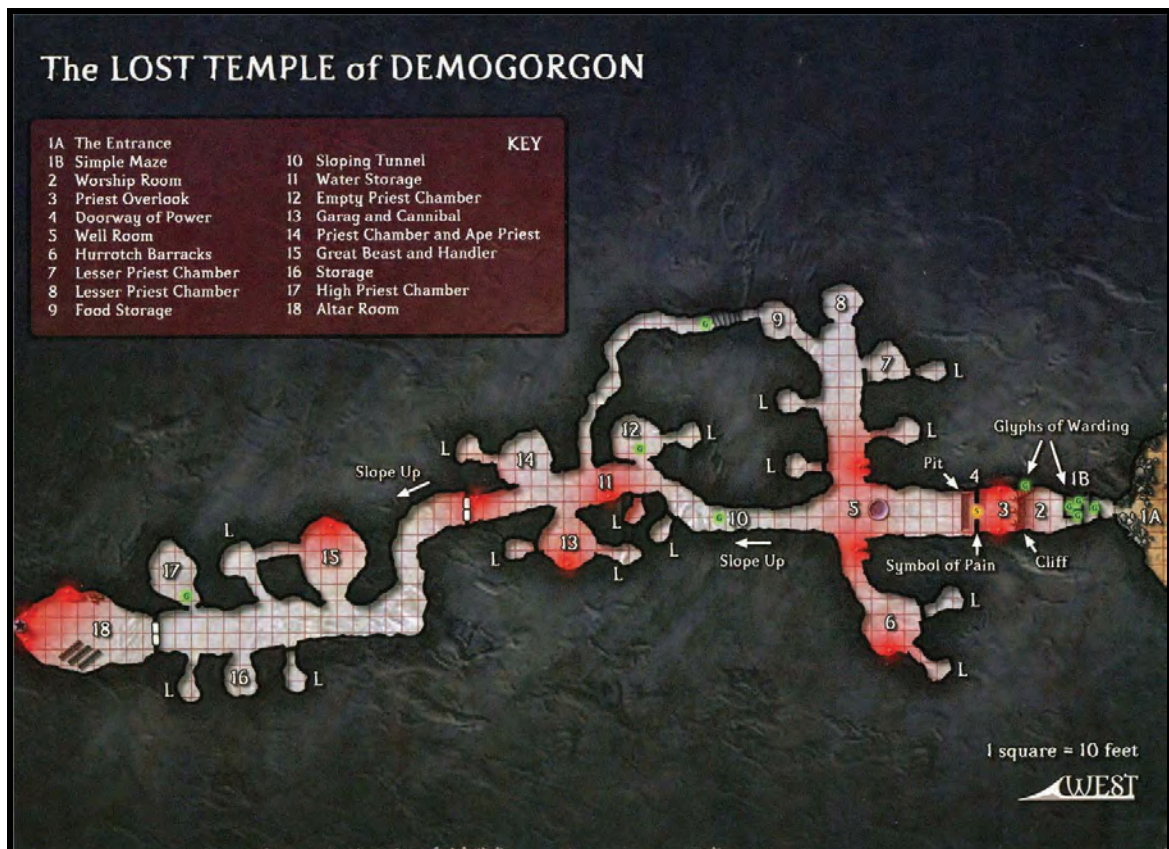 The LOST TEMPLE of DEMOGORGON
KEY
1A The Entrance
1B Simple Maze
2 Worship Room
3 Priest Overlook
4 Doorway of Power
5 Well Room
6 Hurrotch Barracks
7 Lesser Priest Chamber
8 Lesser Priest Chamber
9 Food Storage
10 Sloping Tunnel
11 Water Storage
12 Empty Priest Chamber
13 Garag and Cannibal
14 Priest Chamber and Ape Priest
15 Great Beast and Handler
16 Storage
17 High Priest Chamber
18 Altar Room
8
G
9
7
L
L
12
L
L
L
Glyphs of Warding
14
G
L
Pit
4
1B
Slope Up
11
G
L
G
G
G
G
L
G
10
5
S
3
2
1A
13
L
L
L
L
15
Slope Up
Symbol of Pain
Cliff
17
G
L
6
18
L
16
L
L
1 square = 10 feet
WEST